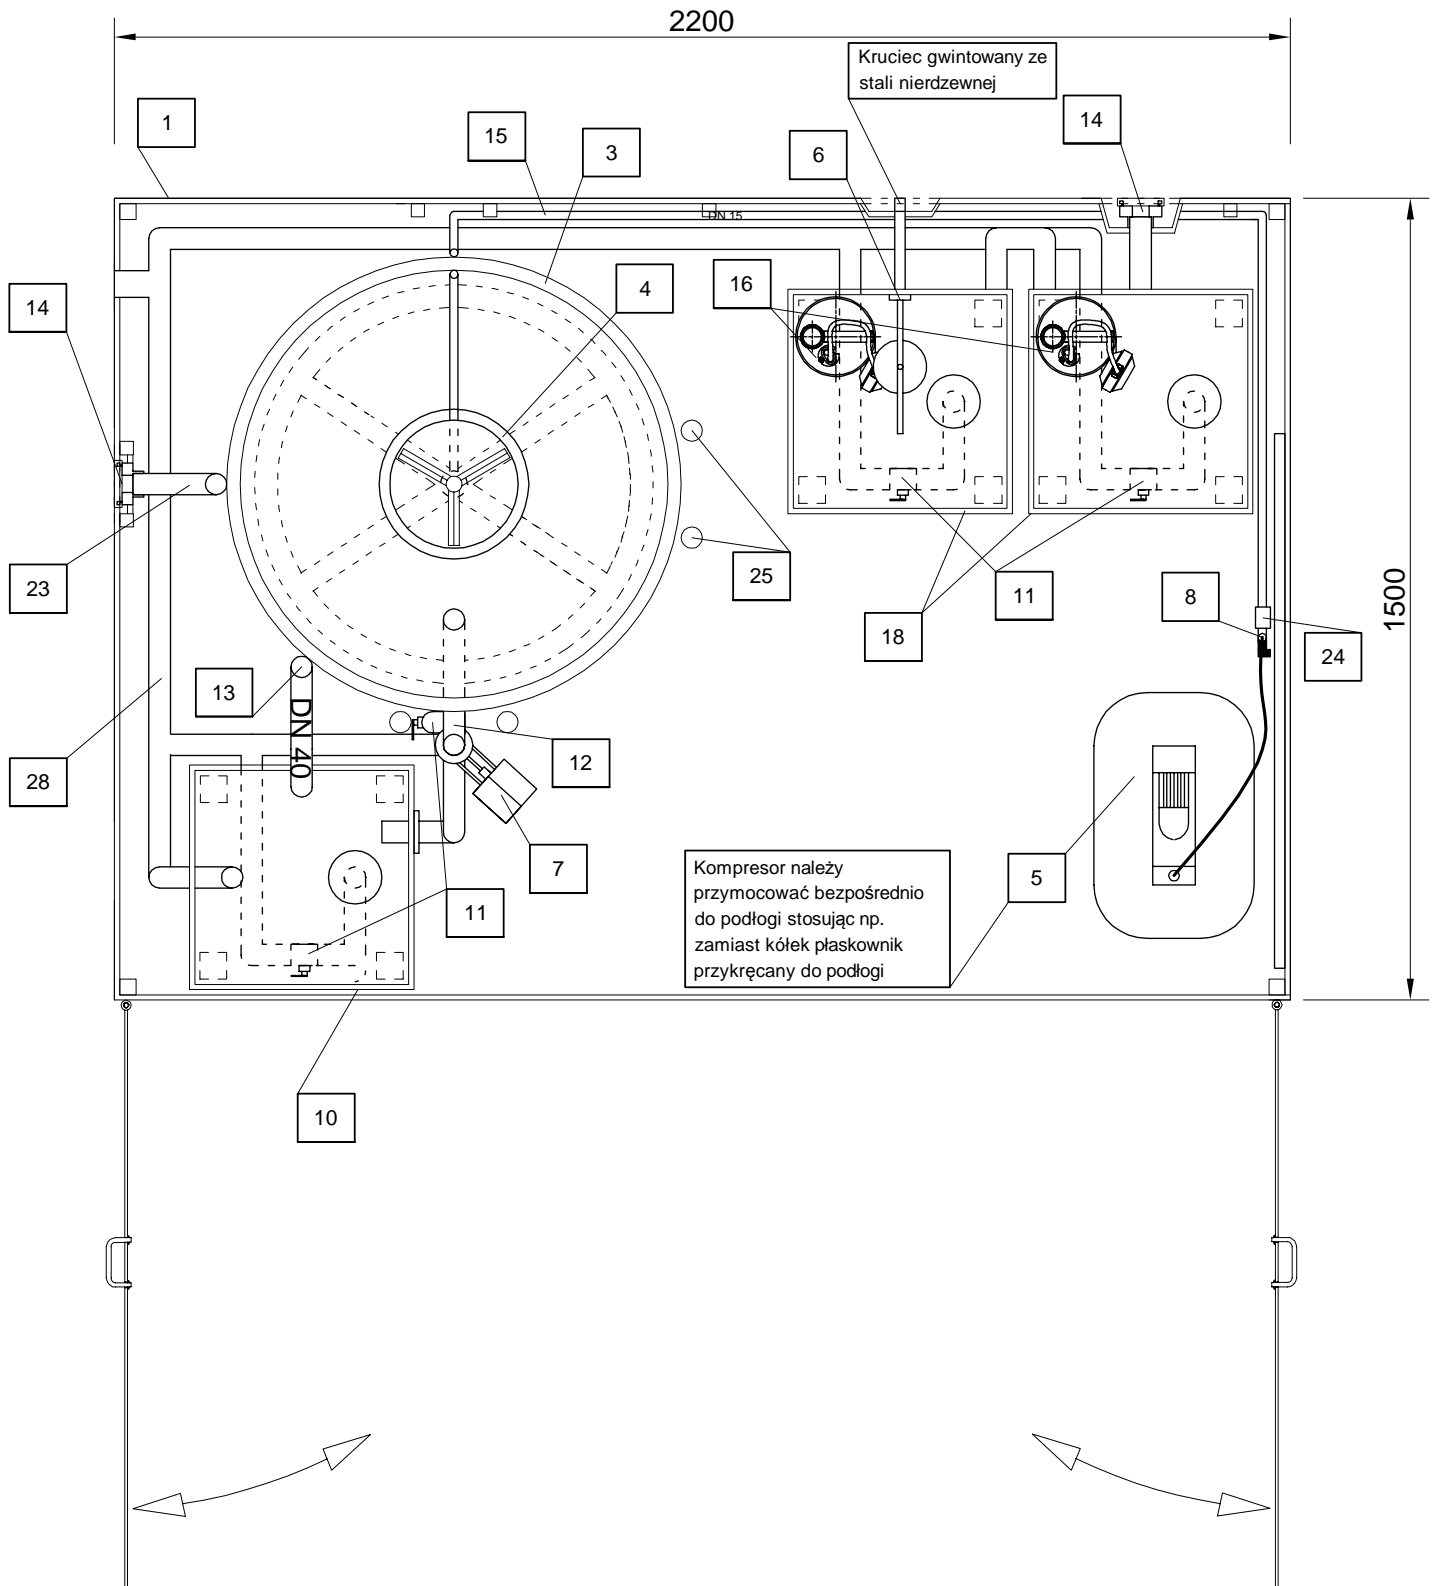 2200
Kruciec gwintowany ze
stali nierdzewnej
1
15
3
6
14
DN 15
14
4
16
23
25
11
18
8
24
1500
13
DN 40
28
12
7
11
5
Kompresor należy
przymocować bezpośrednio
do podłogi stosując np.
zamiast kółek płaskownik
przykręcany do podłogi
10